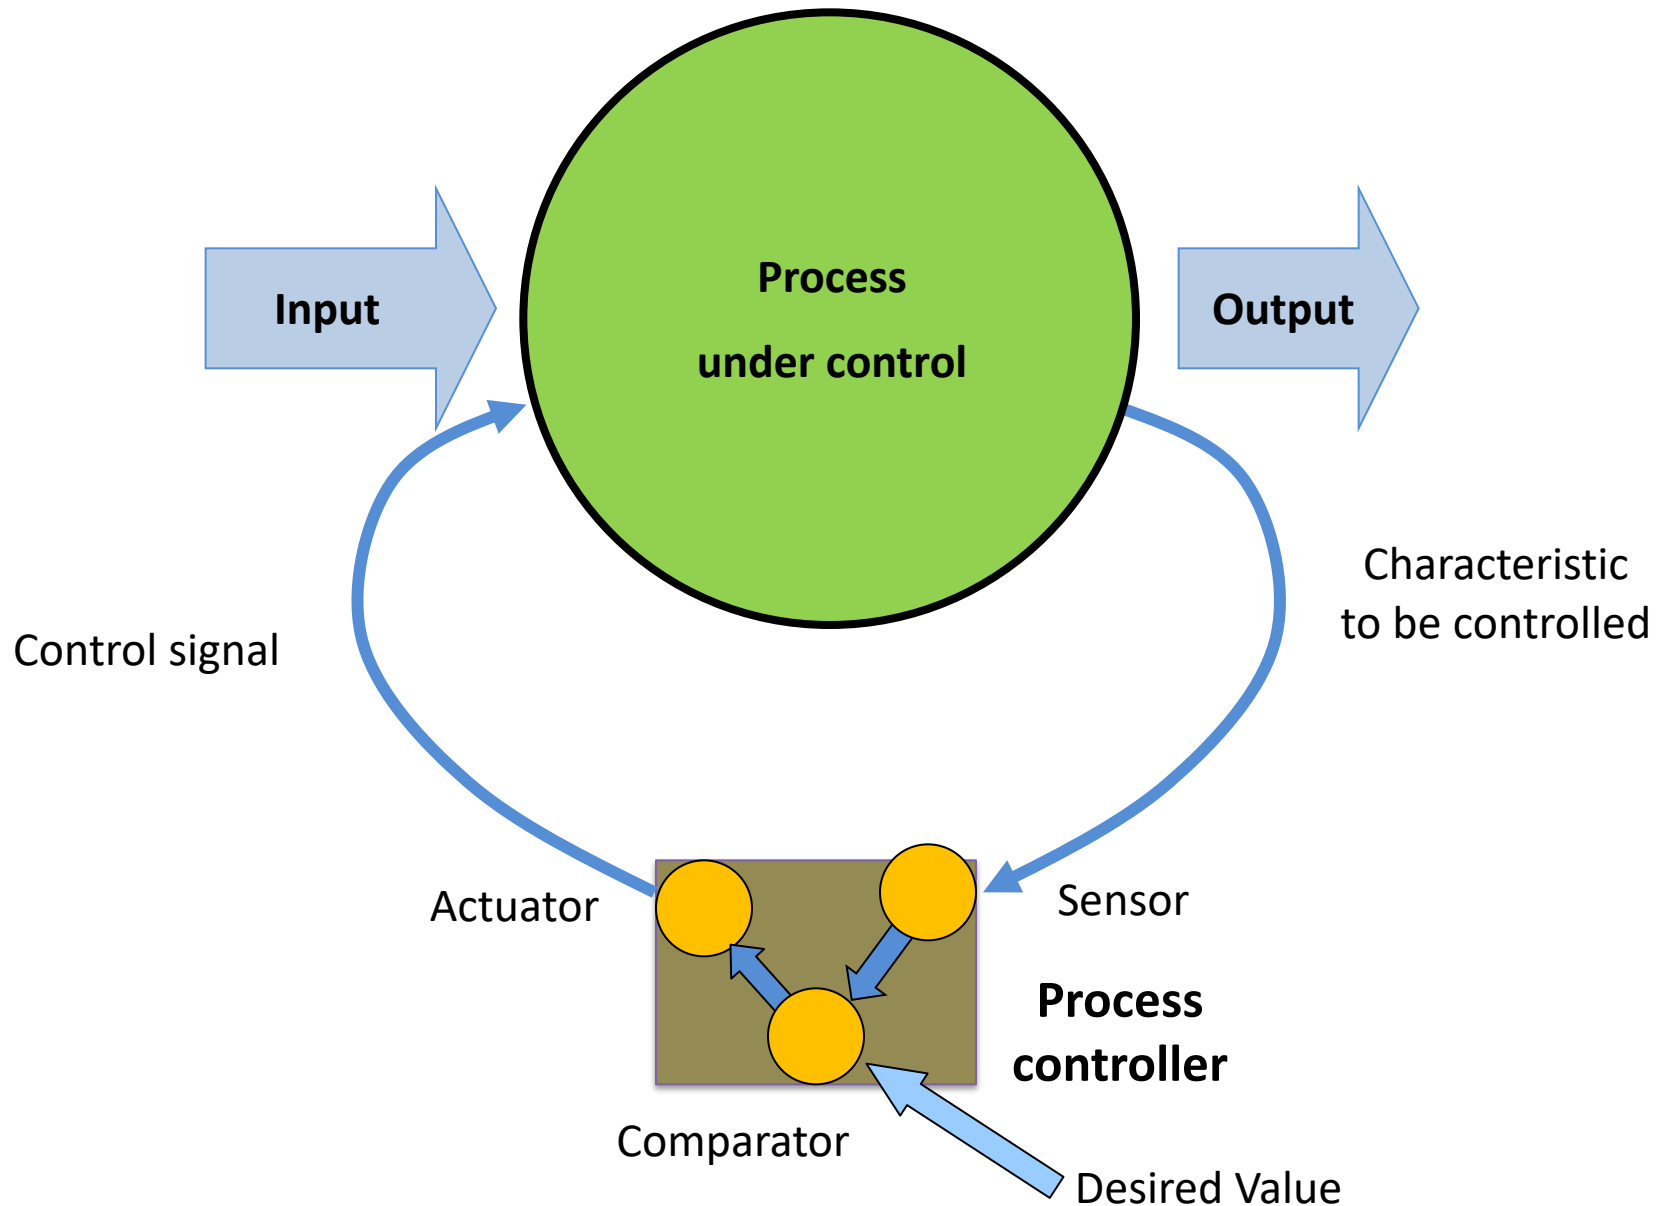 Process
under control
Input
Output
Characteristic
to be controlled
Control signal
Actuator
Sensor
Process
controller
Comparator
Desired Value